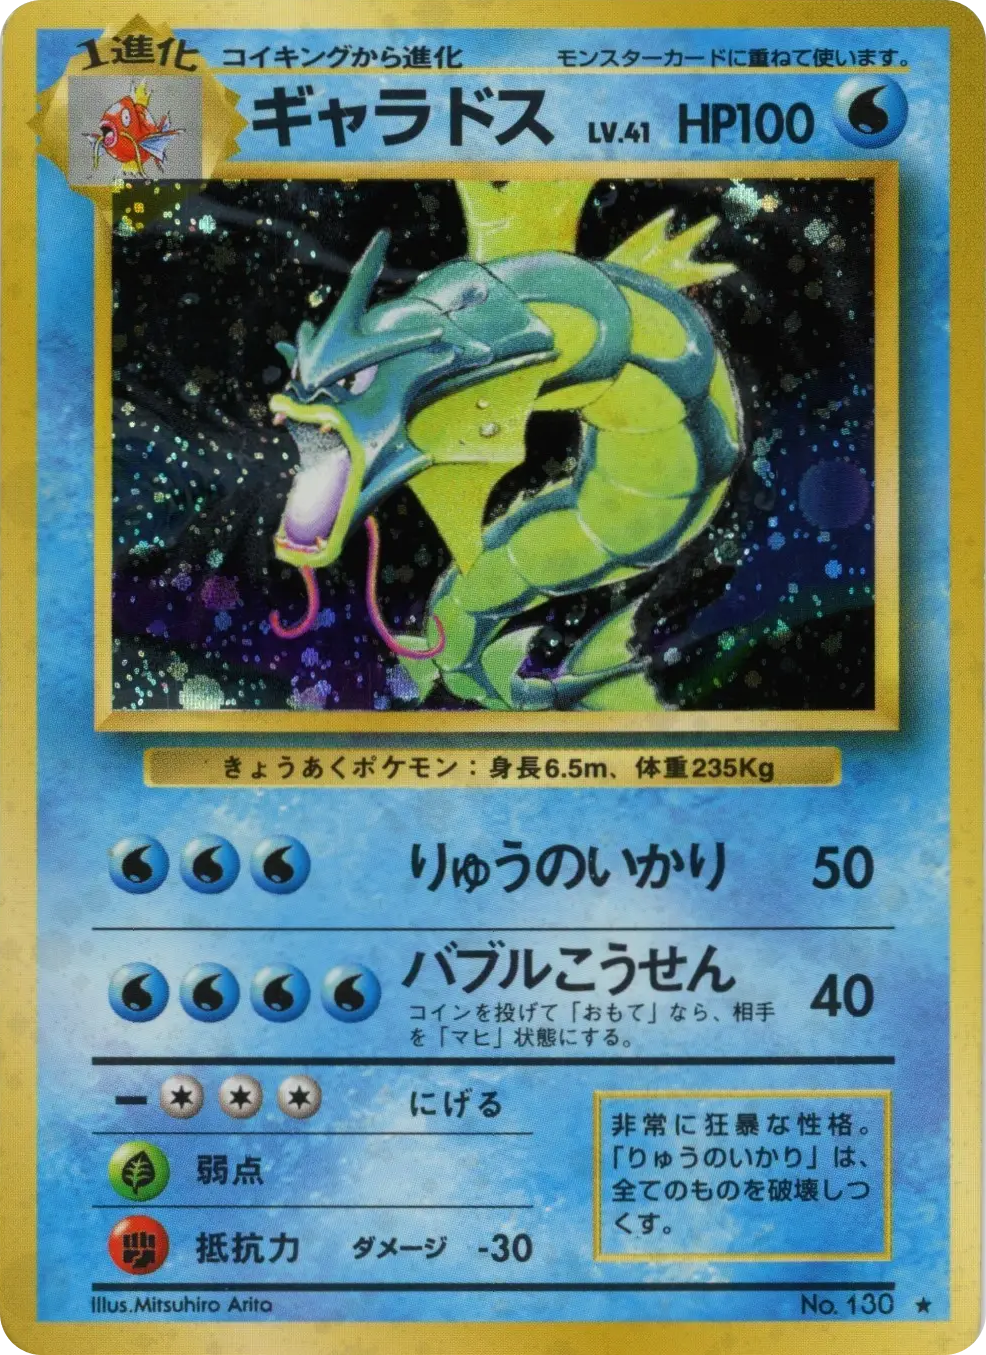 1進化 コイキングから進化 モンスターカードに重ねて使います。
ギャラドス LV.41 HP100
きょうあくポケモン：身長6.5m、体重235Kg
りゅうのいかり 50
バブルこうせん 40
コインを投げて「おもて」なら、相手
を「マヒ」状態にする。
ー にげる
弱点
抵抗力 ダメージ -30
非常に狂暴な性格。
「りゅうのいかり」は、
全てのものを破壊しつ
くす。
Illus.Mitsuhiro Arita No. 130 ★